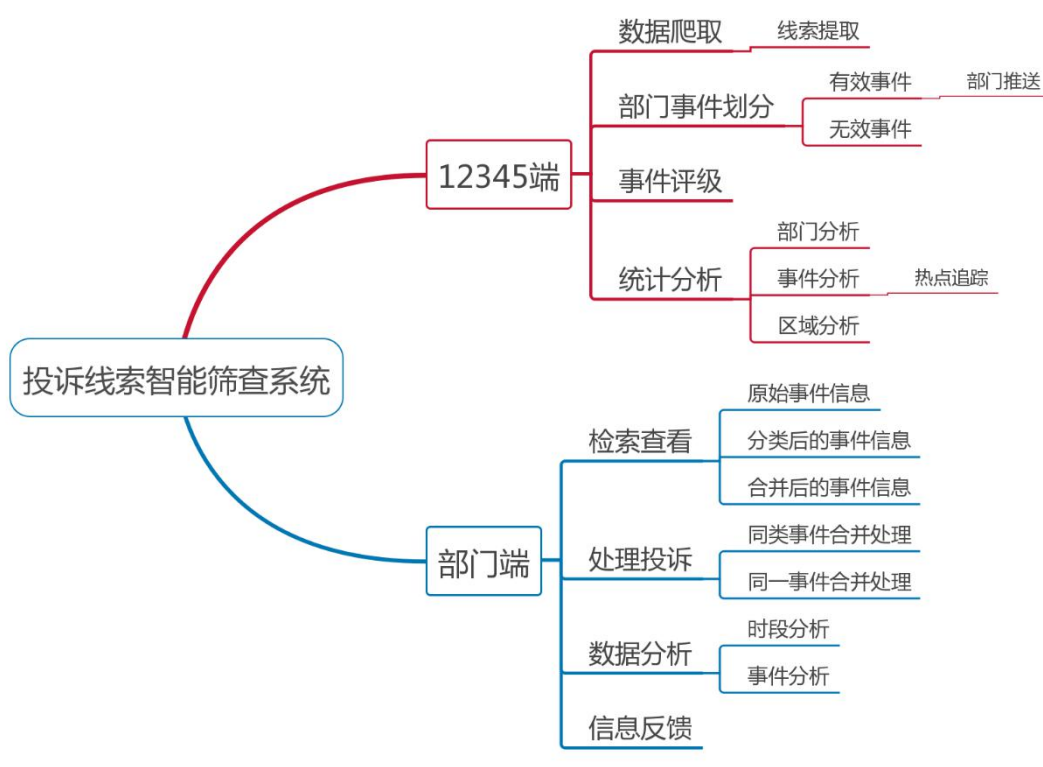 投诉线索智能筛查系统
12345端
数据爬取
线索提取
部门事件划分
有效事件
部门推送
无效事件
事件评级
统计分析
部门分析
事件分析
热点追踪
区域分析
部门端
检索查看
原始事件信息
分类后的事件信息
合并后的事件信息
处理投诉
同类事件合并处理
同一事件合并处理
数据分析
时段分析
事件分析
信息反馈